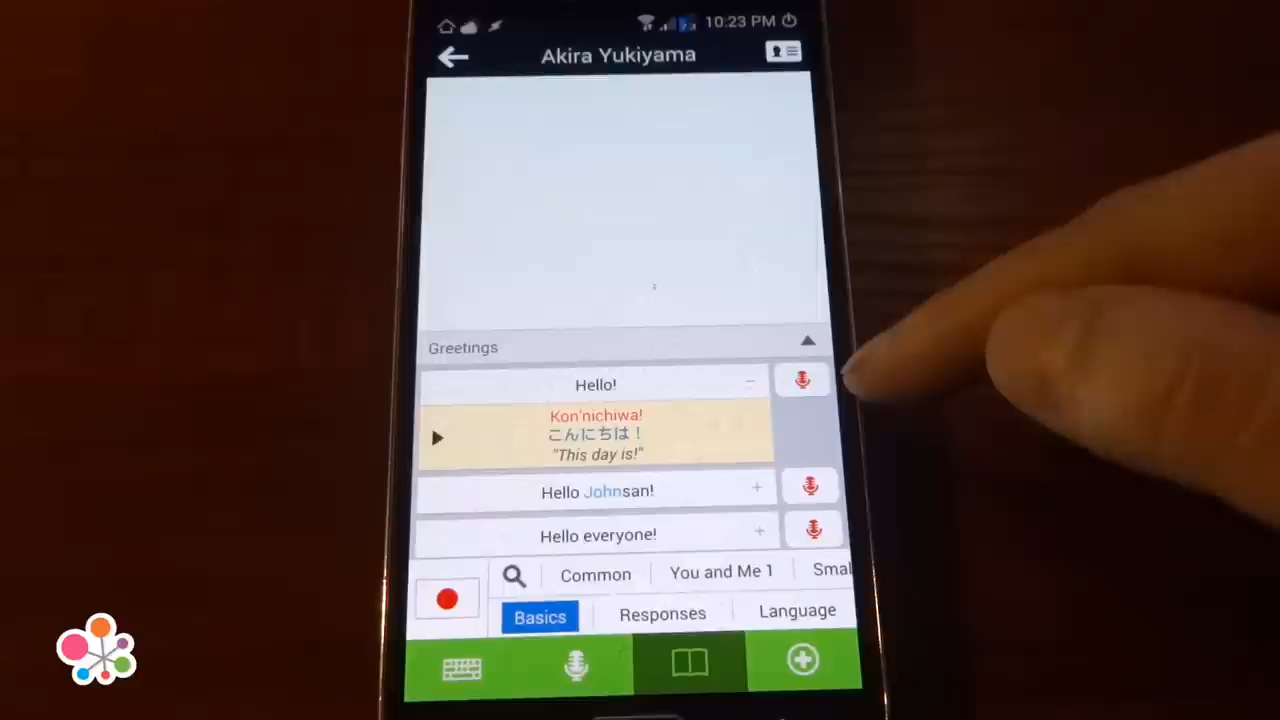 10:23 PM
Akira Yukiyama
Greetings
Hello!
Kon'nichiwa!
こんにちは！
"This day is!"
Hello Johnsan!
Hello everyone!
Common
You and Me 1
Smal
Basics
Responses
Language